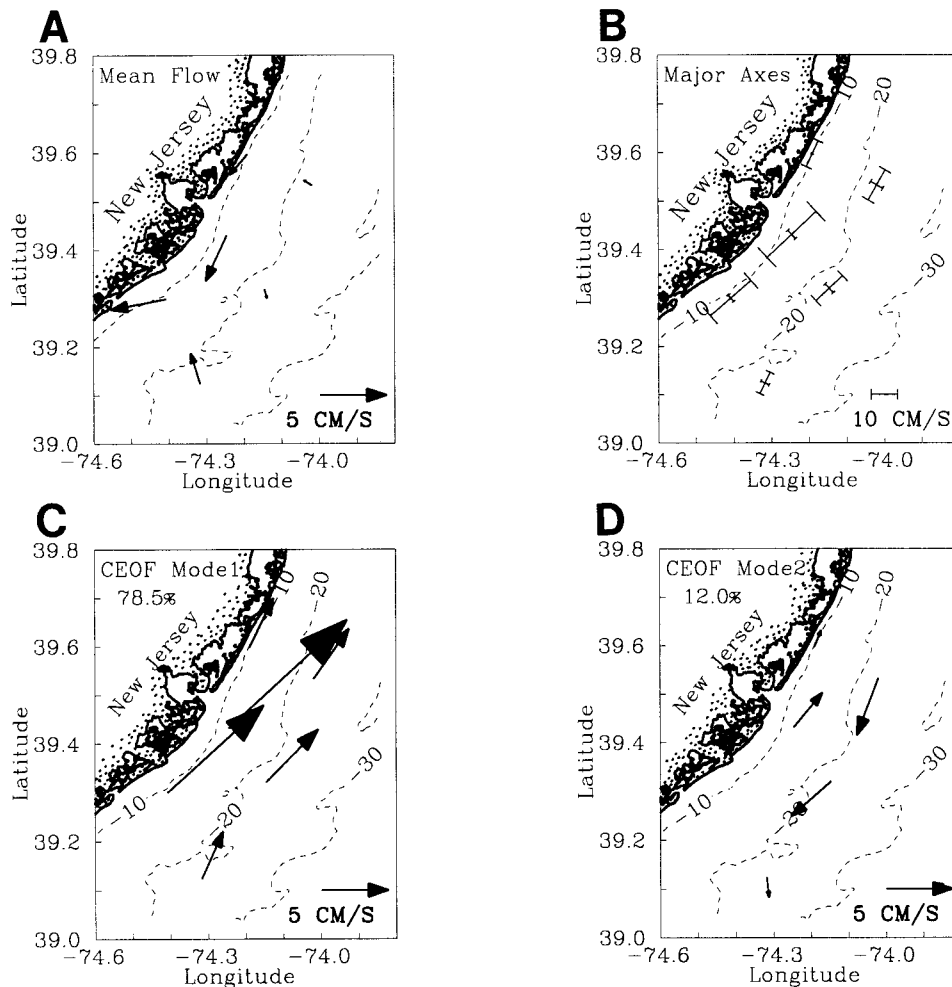 A
39.8
Mean Flow
New Jersey
39.6
39.4
39.2
39.0
5 CM/S
-74.6
-74.3
-74.0
Longitude
Latitude
B
39.8
Major Axes
10
20
New Jersey
39.6
39.4
30
10
20
39.2
39.0
10 CM/S
-74.6
-74.3
-74.0
Longitude
Latitude
C
39.8
CEOF Mode1
78.5%
10
20
New Jersey
39.6
39.4
30
10
20
39.2
39.0
5 CM/S
-74.6
-74.3
-74.0
Longitude
Latitude
D
39.8
CEOF Mode2
12.0%
10
20
New Jersey
39.6
39.4
30
10
20
39.2
39.0
5 CM/S
-74.6
-74.3
-74.0
Longitude
Latitude